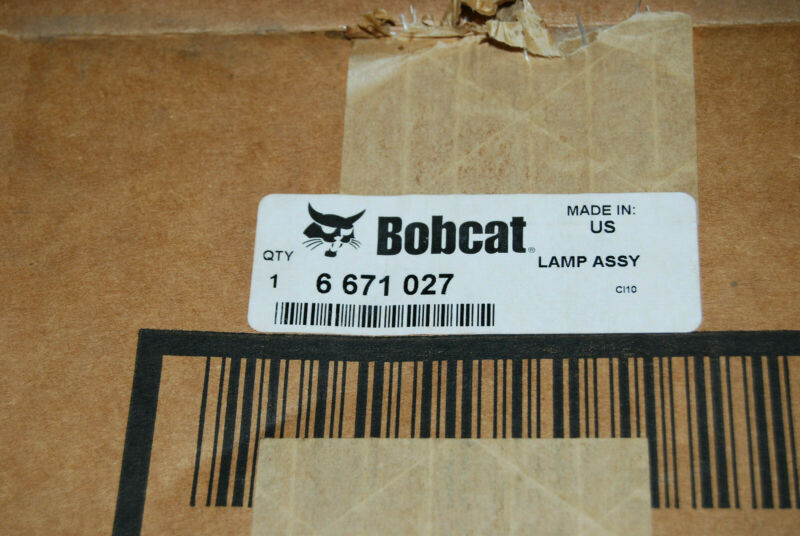 Bobcat®
MADE IN:
US
QTY
1
6 671 027
LAMP ASSY
CI10